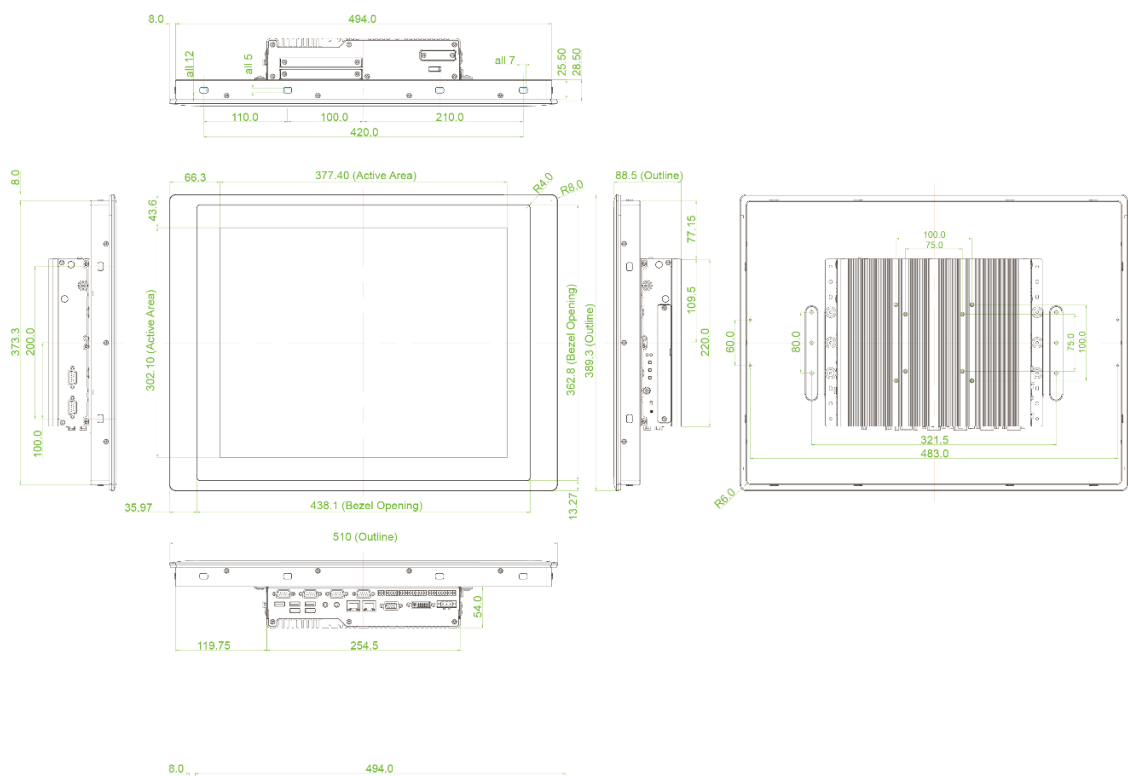 8.0 494.0
all 12 all 5 all 7 25.50 28.50
110.0 100.0 210.0
420.0
66.3 377.40 (Active Area) R4.0 R8.0 88.5 (Outline)
8.0 43.6 77.15
100.0
75.0
373.3 200.0 302.10 (Active Area) 362.8 (Bezel Opening) 389.3 (Outline) 109.5 220.0 60.0 80.0 75.0 100.0
100.0
321.5
483.0
35.97 438.1 (Bezel Opening) 13.27 R6.0
510 (Outline)
54.0
119.75 254.5
8.0 494.0